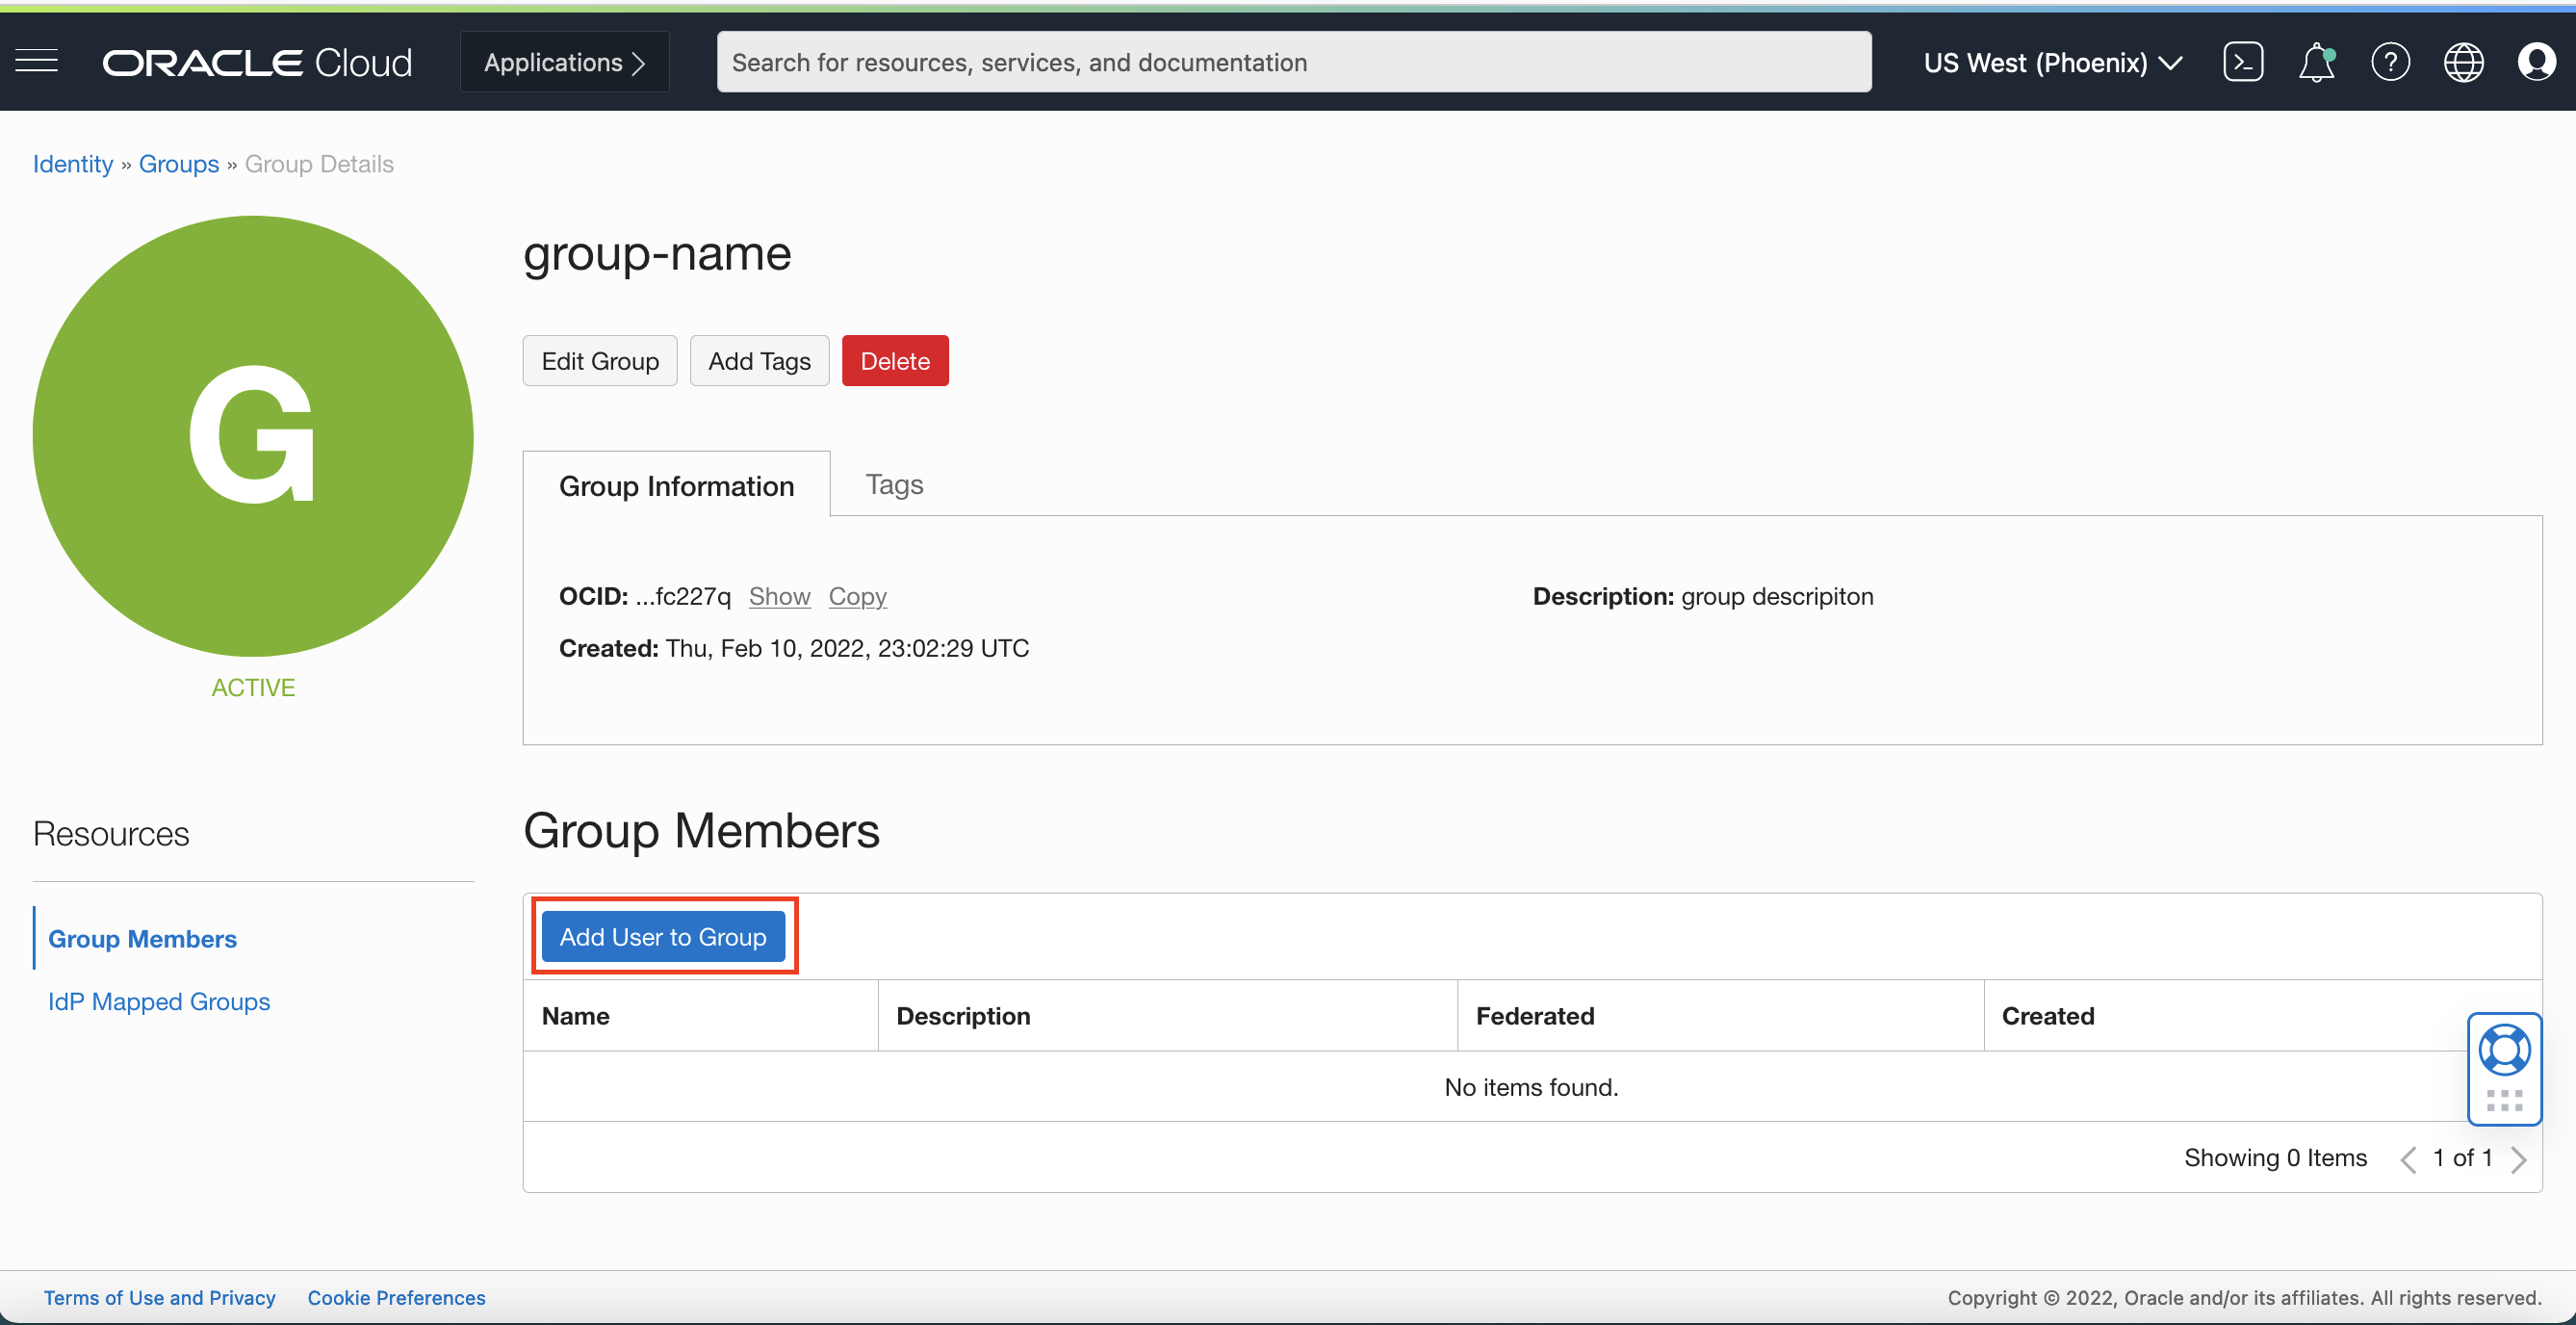 ORACLE Cloud
Applications
Search for resources, services, and documentation
US West (Phoenix)
Identity » Groups » Group Details
G
ACTIVE
group-name
Edit Group
Add Tags
Delete
Group Information
Tags
OCID: ...fc227q Show Copy
Description: group descripiton
Created: Thu, Feb 10, 2022, 23:02:29 UTC
Resources
Group Members
IdP Mapped Groups
Group Members
Add User to Group
Name Description Federated Created
No items found.
Showing 0 Items 1 of 1
Terms of Use and Privacy Cookie Preferences
Copyright © 2022, Oracle and/or its affiliates. All rights reserved.